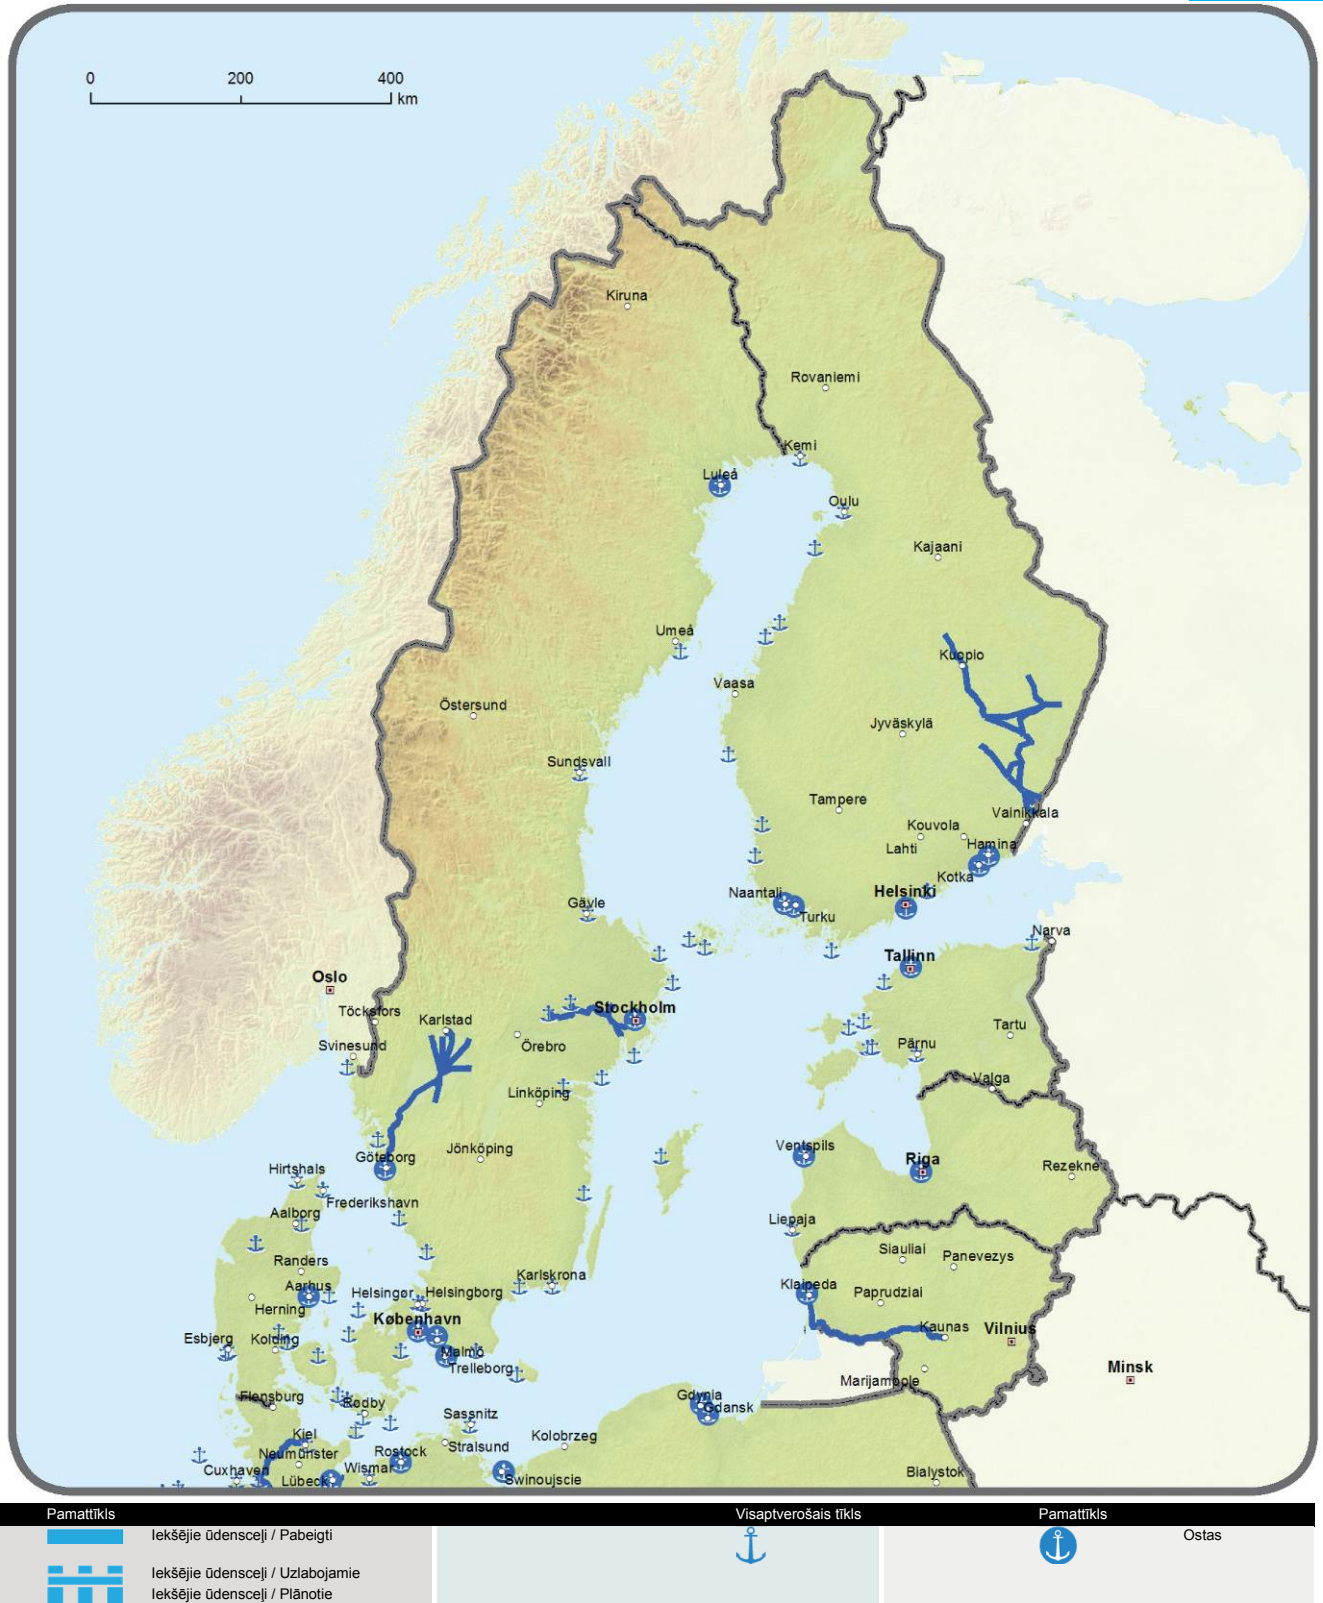 0 200 400
km
Kiruna
Rovaniemi
Kemi
Luleå
Oulu
Kajaani
Umeå
Kuopio
Vaasa
Östersund
Jyväskylä
Sundsvall
Tampere
Vainikkala
Kouvola
Lahti
Hamina
Kotka
Naantali
Helsinki
Gävle
Turku
Narva
Tallinn
Oslo
Töcksfors
Karlstad
Stockholm
Örebro
Tartu
Svinesund
Pärnu
Valga
Linköping
Ventspils
Jönköping
Göteborg
Riga
Rezekne
Hirtshals
Frederikshavn
Aalborg
Liepaja
Siauliai
Panevezys
Randers
Karlskrona
Aarhus
Helsingør
Helsingborg
Klaipeda
Paprudziai
Herning
København
Kaunas
Vilnius
Esbjerg
Kolding
Malmö
Trelleborg
Minsk
Marijampole
Flensburg
Rødby
Gdynia
Gdansk
Sassnitz
Kiel
Kolobrzeg
Stralsund
Neumünster
Rostock
Cuxhaven
Wismar
Lübeck
Swinoujscie
Bialystok
Pamattīkls Visaptverošais tīkls Pamattīkls
Iekšējie ūdensceļi / Pabeigti Ostas
Iekšējie ūdensceļi / Uzlabojamie
Iekšējie ūdensceļi / Plānotie